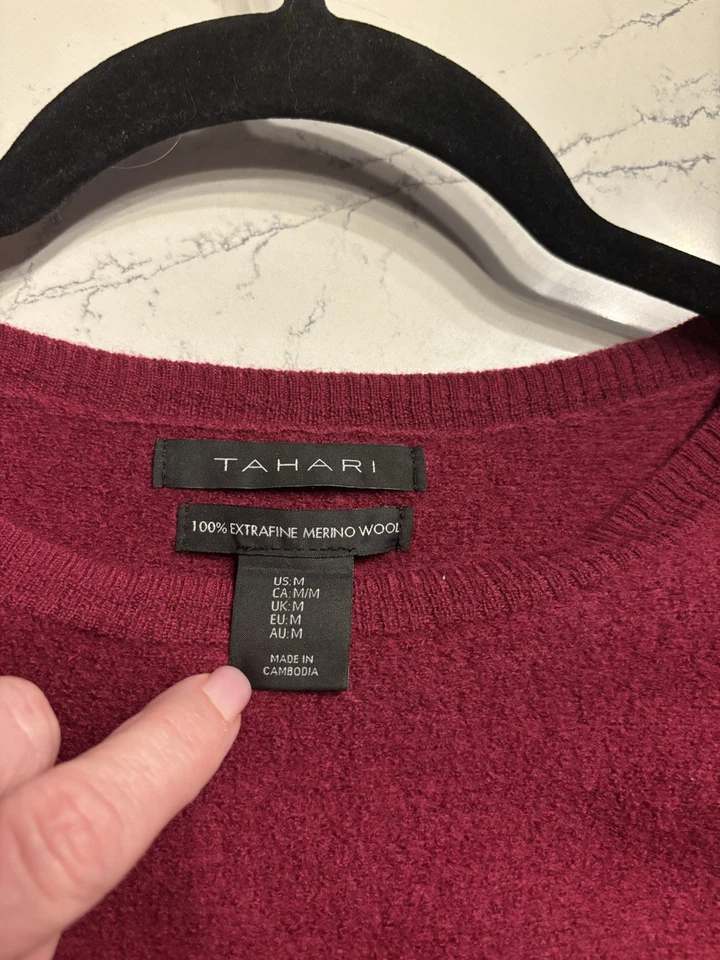 TAHARI
100% EXTRAFINE MERINO WOOL
US: M
CA: M/M
UK: M
EU: M
AU: M
MADE IN
CAMBODIA